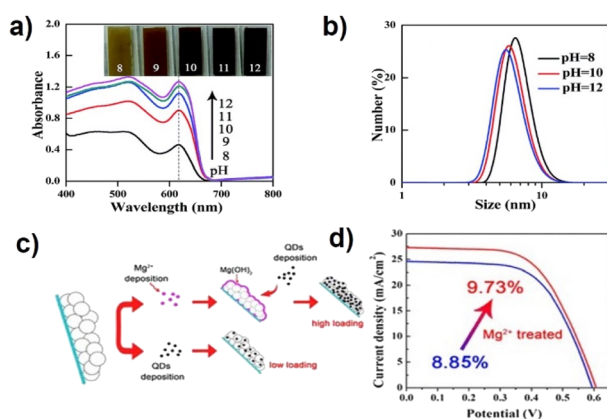 a)
8 9 10 11 12
Absorbance
1.8
1.5
1.2
0.9
0.6
0.3
0.0
12
11
10
9
8
pH
400 500 600 700 800
Wavelength (nm)
b)
Number (%)
30
20
10
0
pH=8
pH=10
pH=12
1 10
Size (nm)
c)
Mg²⁺
deposition
Mg(OH)₂
QDs
deposition
high loading
QDs
deposition
low loading
d)
Current density (mA/cm²)
30
25
20
15
10
5
0
9.73%
Mg²⁺ treated
8.85%
0.0 0.1 0.2 0.3 0.4 0.5 0.6
Potential (V)